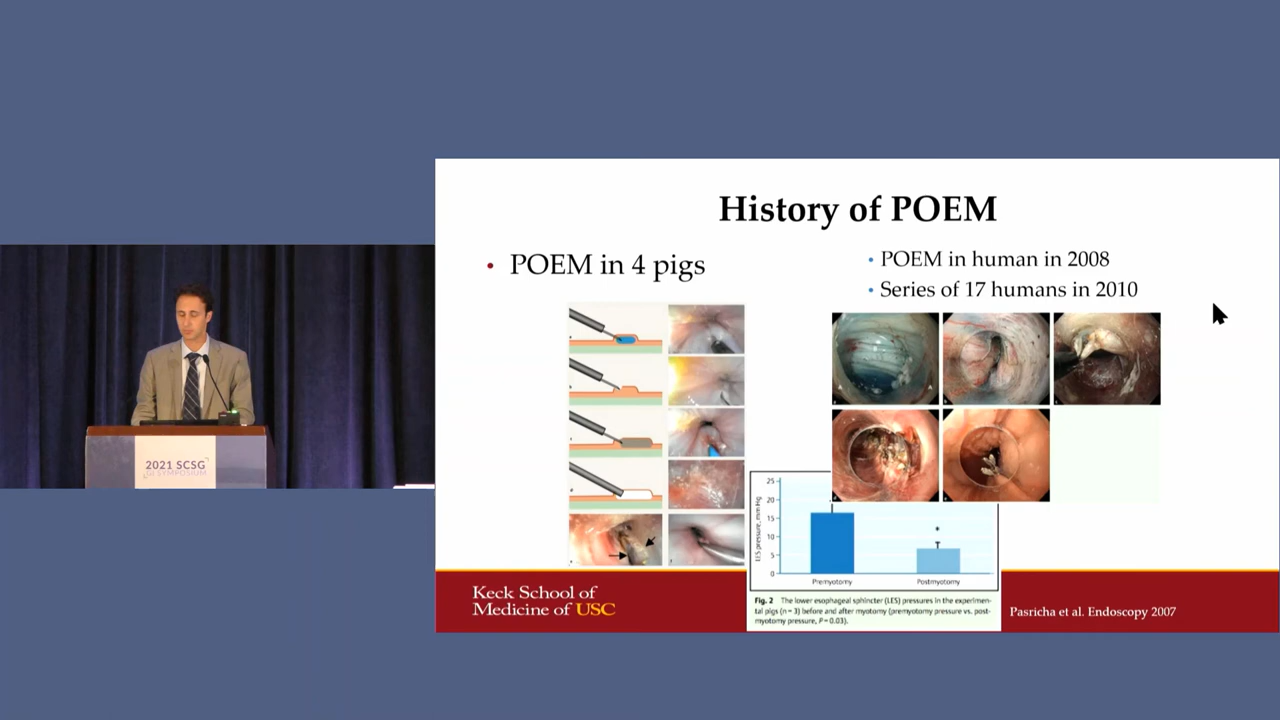 History of POEM
• POEM in 4 pigs
• POEM in human in 2008
• Series of 17 humans in 2010
25
20
15
10
5
0
LES pressure, mm Hg
*
Premyotomy
Postmyotomy
Fig. 2 The lower esophageal sphincter (LES) pressures in the experimen-
tal pigs (n = 3) before and after myotomy (premyotomy pressure vs. post-
myotomy pressure, P = 0.03).
Keck School of
Medicine of USC
Pasricha et al. Endoscopy 2007
2021 SCSG
GI SYMPOSIUM